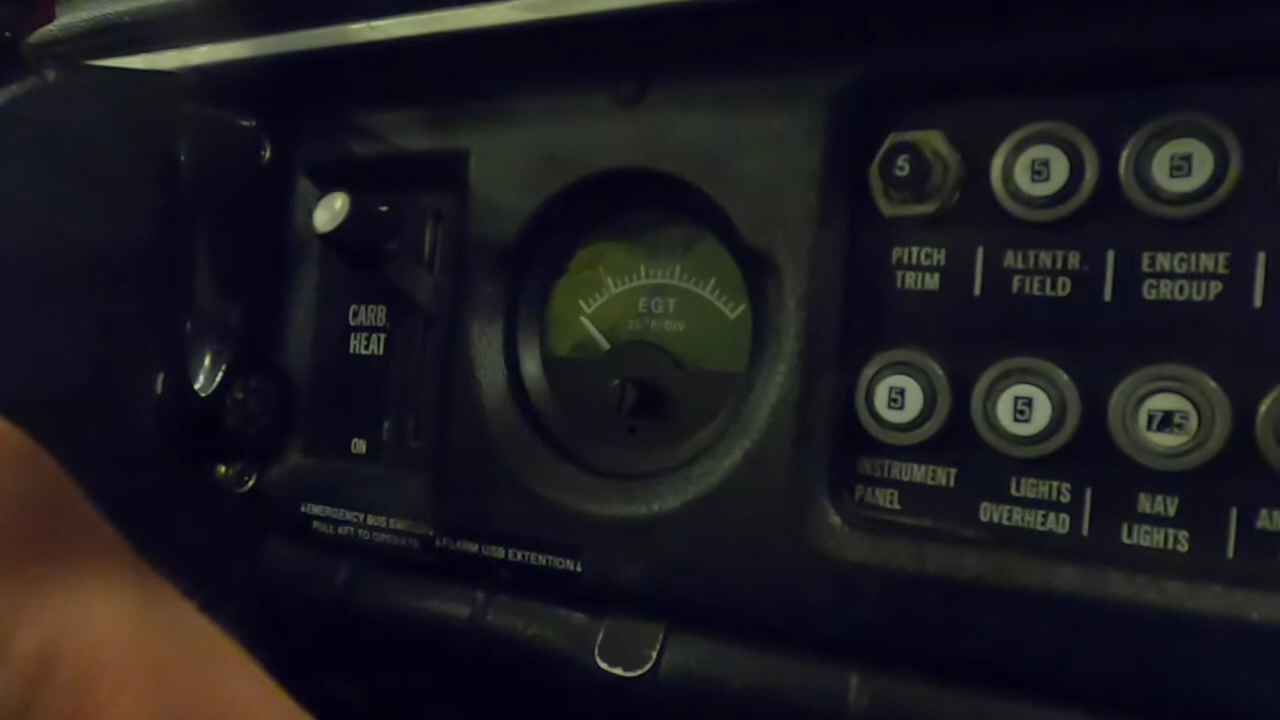 CARB.
HEAT
ON
EGT
25°F/DIV
5
5
5
PITCH
TRIM
ALTNTR.
FIELD
ENGINE
GROUP
5
5
7.5
INSTRUMENT
PANEL
LIGHTS
OVERHEAD
NAV
LIGHTS
EMERGENCY BUS
PULL AFT TO OPERATE
FLARM USB EXTENTION